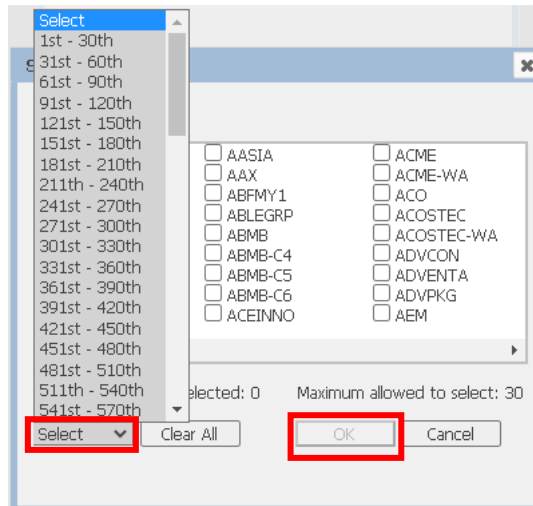 Select
1st - 30th
31st - 60th
61st - 90th
91st - 120th
121st - 150th
151st - 180th
181st - 210th
211th - 240th
241st - 270th
271st - 300th
301st - 330th
331st - 360th
361st - 390th
391st - 420th
421st - 450th
451st - 480th
481st - 510th
511th - 540th
541st - 570th
AASIA
AAX
ABFMY1
ABLEGRP
ABMB
ABMB-C4
ABMB-C5
ABMB-C6
ACEINNO
ACME
ACME-WA
ACO
ACOSTEC
ACOSTEC-WA
ADVCON
ADVENTA
ADVPKG
AEM
elected: 0 Maximum allowed to select: 30
Select Clear All OK Cancel